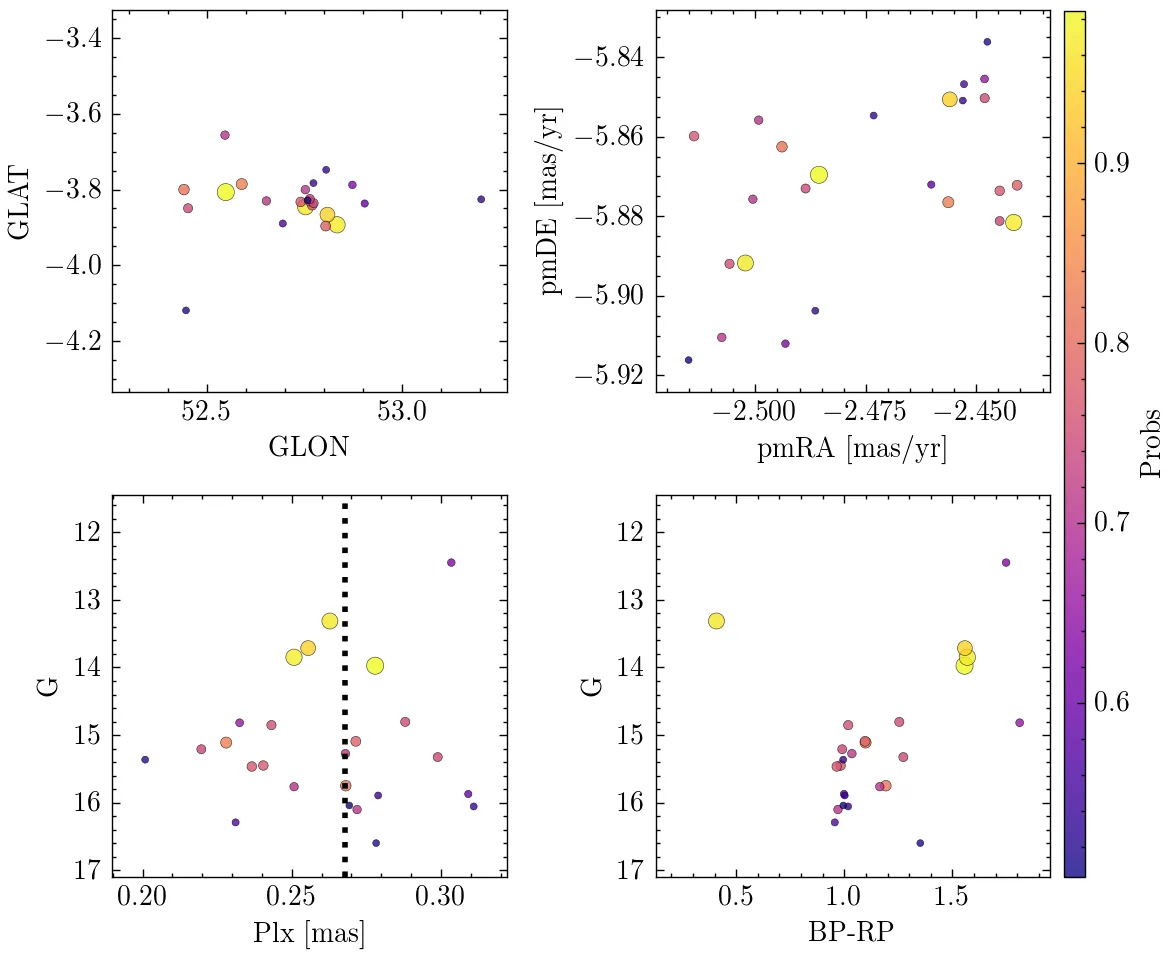 −3.4
−3.6
−3.8
−4.0
−4.2
GLAT
52.5 53.0
GLON
−5.84
−5.86
−5.88
−5.90
−5.92
pmDE [mas/yr]
−2.500 −2.475 −2.450
pmRA [mas/yr]
0.9
0.8
0.7
0.6
Probs
12
13
14
15
16
17
G
0.20 0.25 0.30
Plx [mas]
12
13
14
15
16
17
G
0.5 1.0 1.5
BP-RP